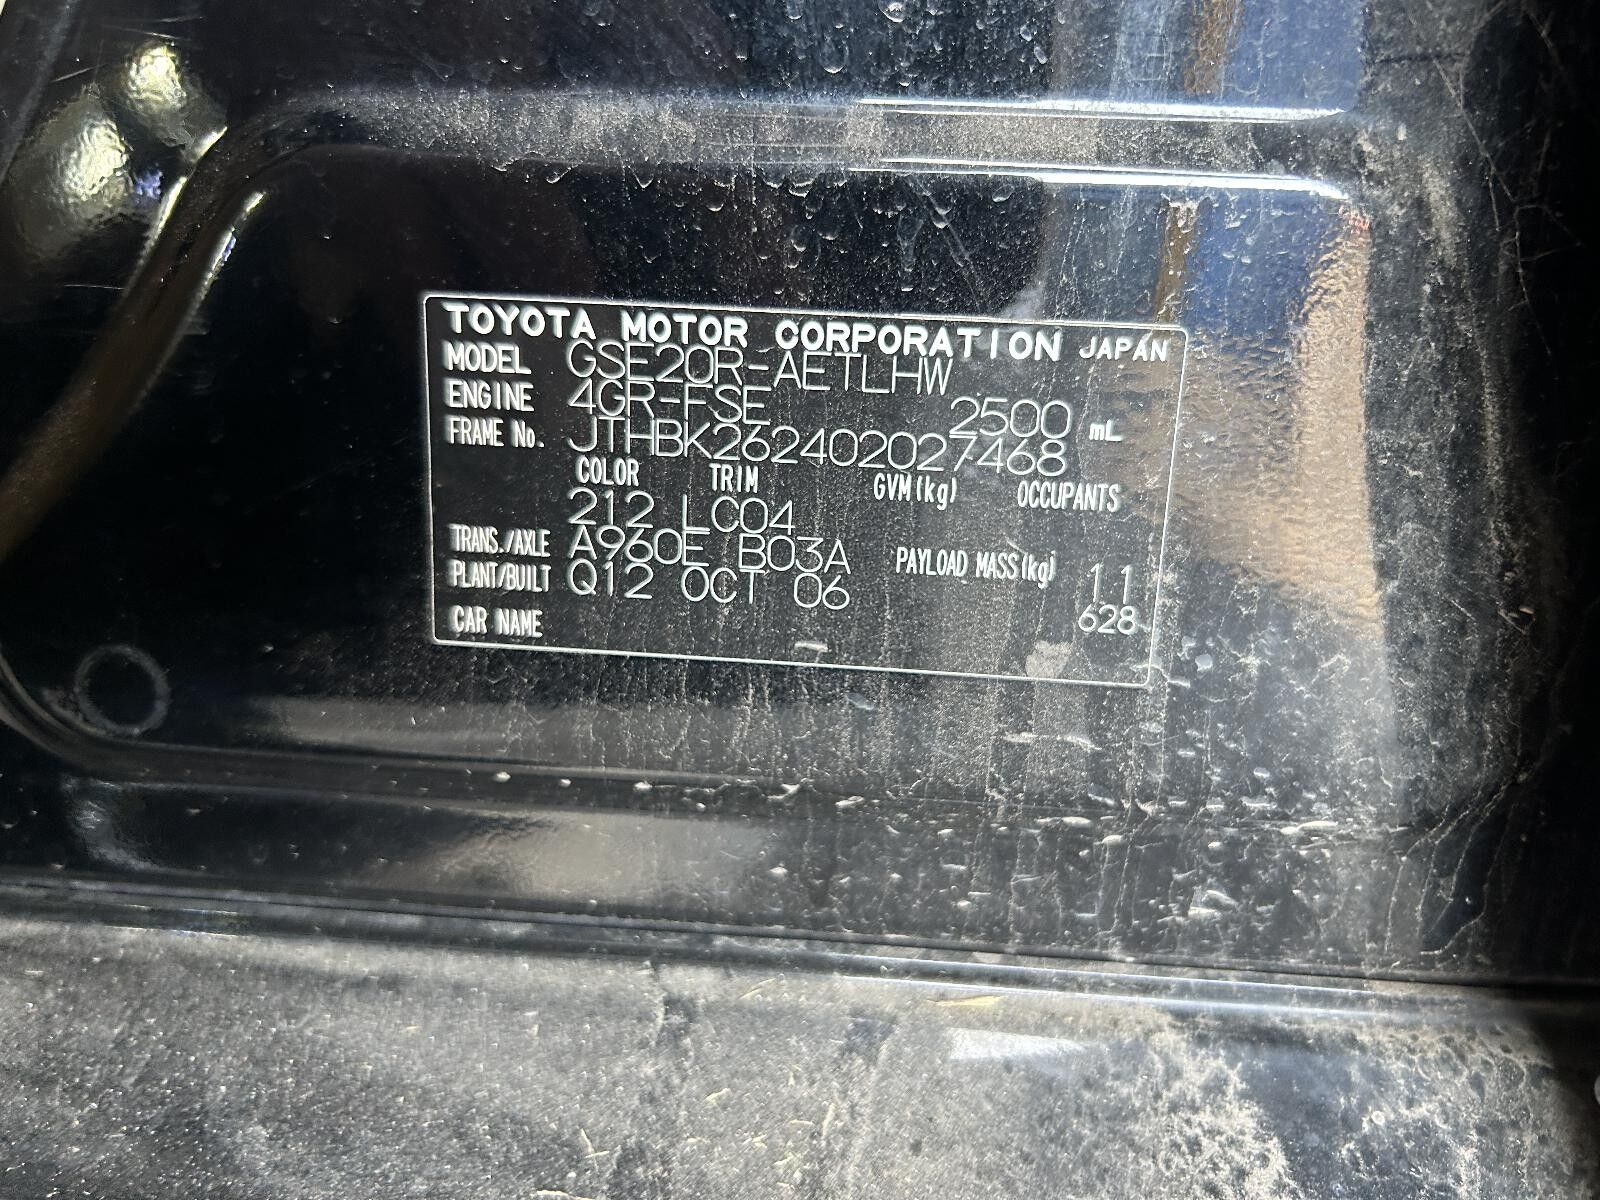 TOYOTA MOTOR CORPORATION JAPAN
MODEL GSE20R-AETLHW
ENGINE 4GR-FSE 2500 mL
FRAME No. JTHBK262402027468
COLOR TRIM GVM(kg) OCCUPANTS
212 LC04
TRANS./AXLE A960E B03A PAYLOAD MASS(kg) 11
PLANT/BUILT Q12 OCT 06 628
CAR NAME